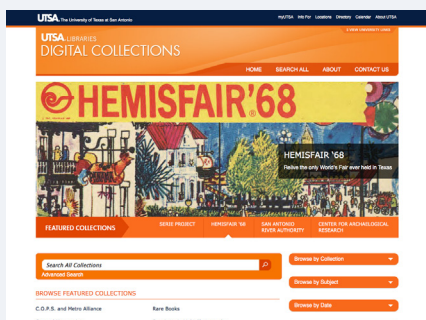 UTSA. The University of Texas at San Antonio
myUTSA Info For Locations Directory Calendar About UTSA
UTSA LIBRARIES
DIGITAL COLLECTIONS
HOME SEARCH ALL ABOUT CONTACT US
HEMISFAIR'68
HEMISFAIR '68
Relive the only World's Fair ever held in Texas
FEATURED COLLECTIONS
SERIE PROJECT
HEMISFAIR '68
SAN ANTONIO
RIVER AUTHORITY
CENTER FOR ARCHAEOLOGICAL
RESEARCH
Search All Collections
Advanced Search
Browse by Collection
Browse by Subject
Browse by Date
BROWSE FEATURED COLLECTIONS
C.O.P.S. and Metro Alliance
Rare Books